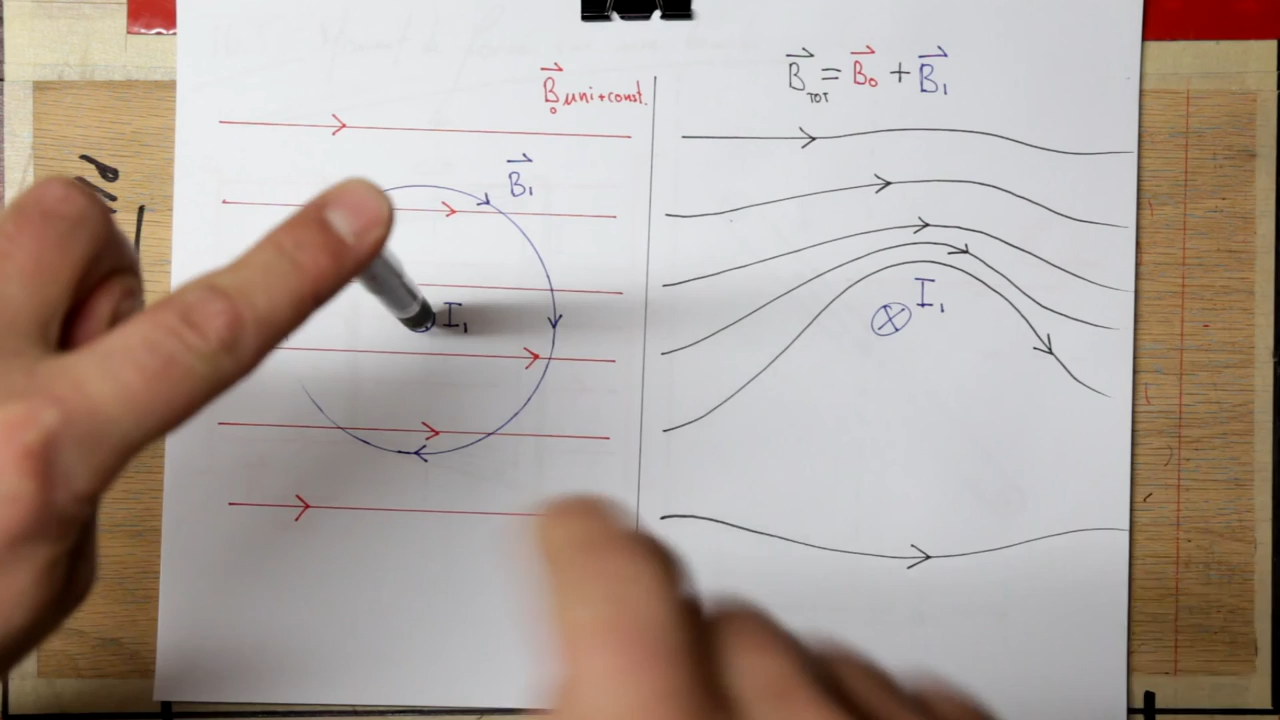 B₀ uni+const.
B₁
I₁
B_TOT = B₀ + B₁
I₁